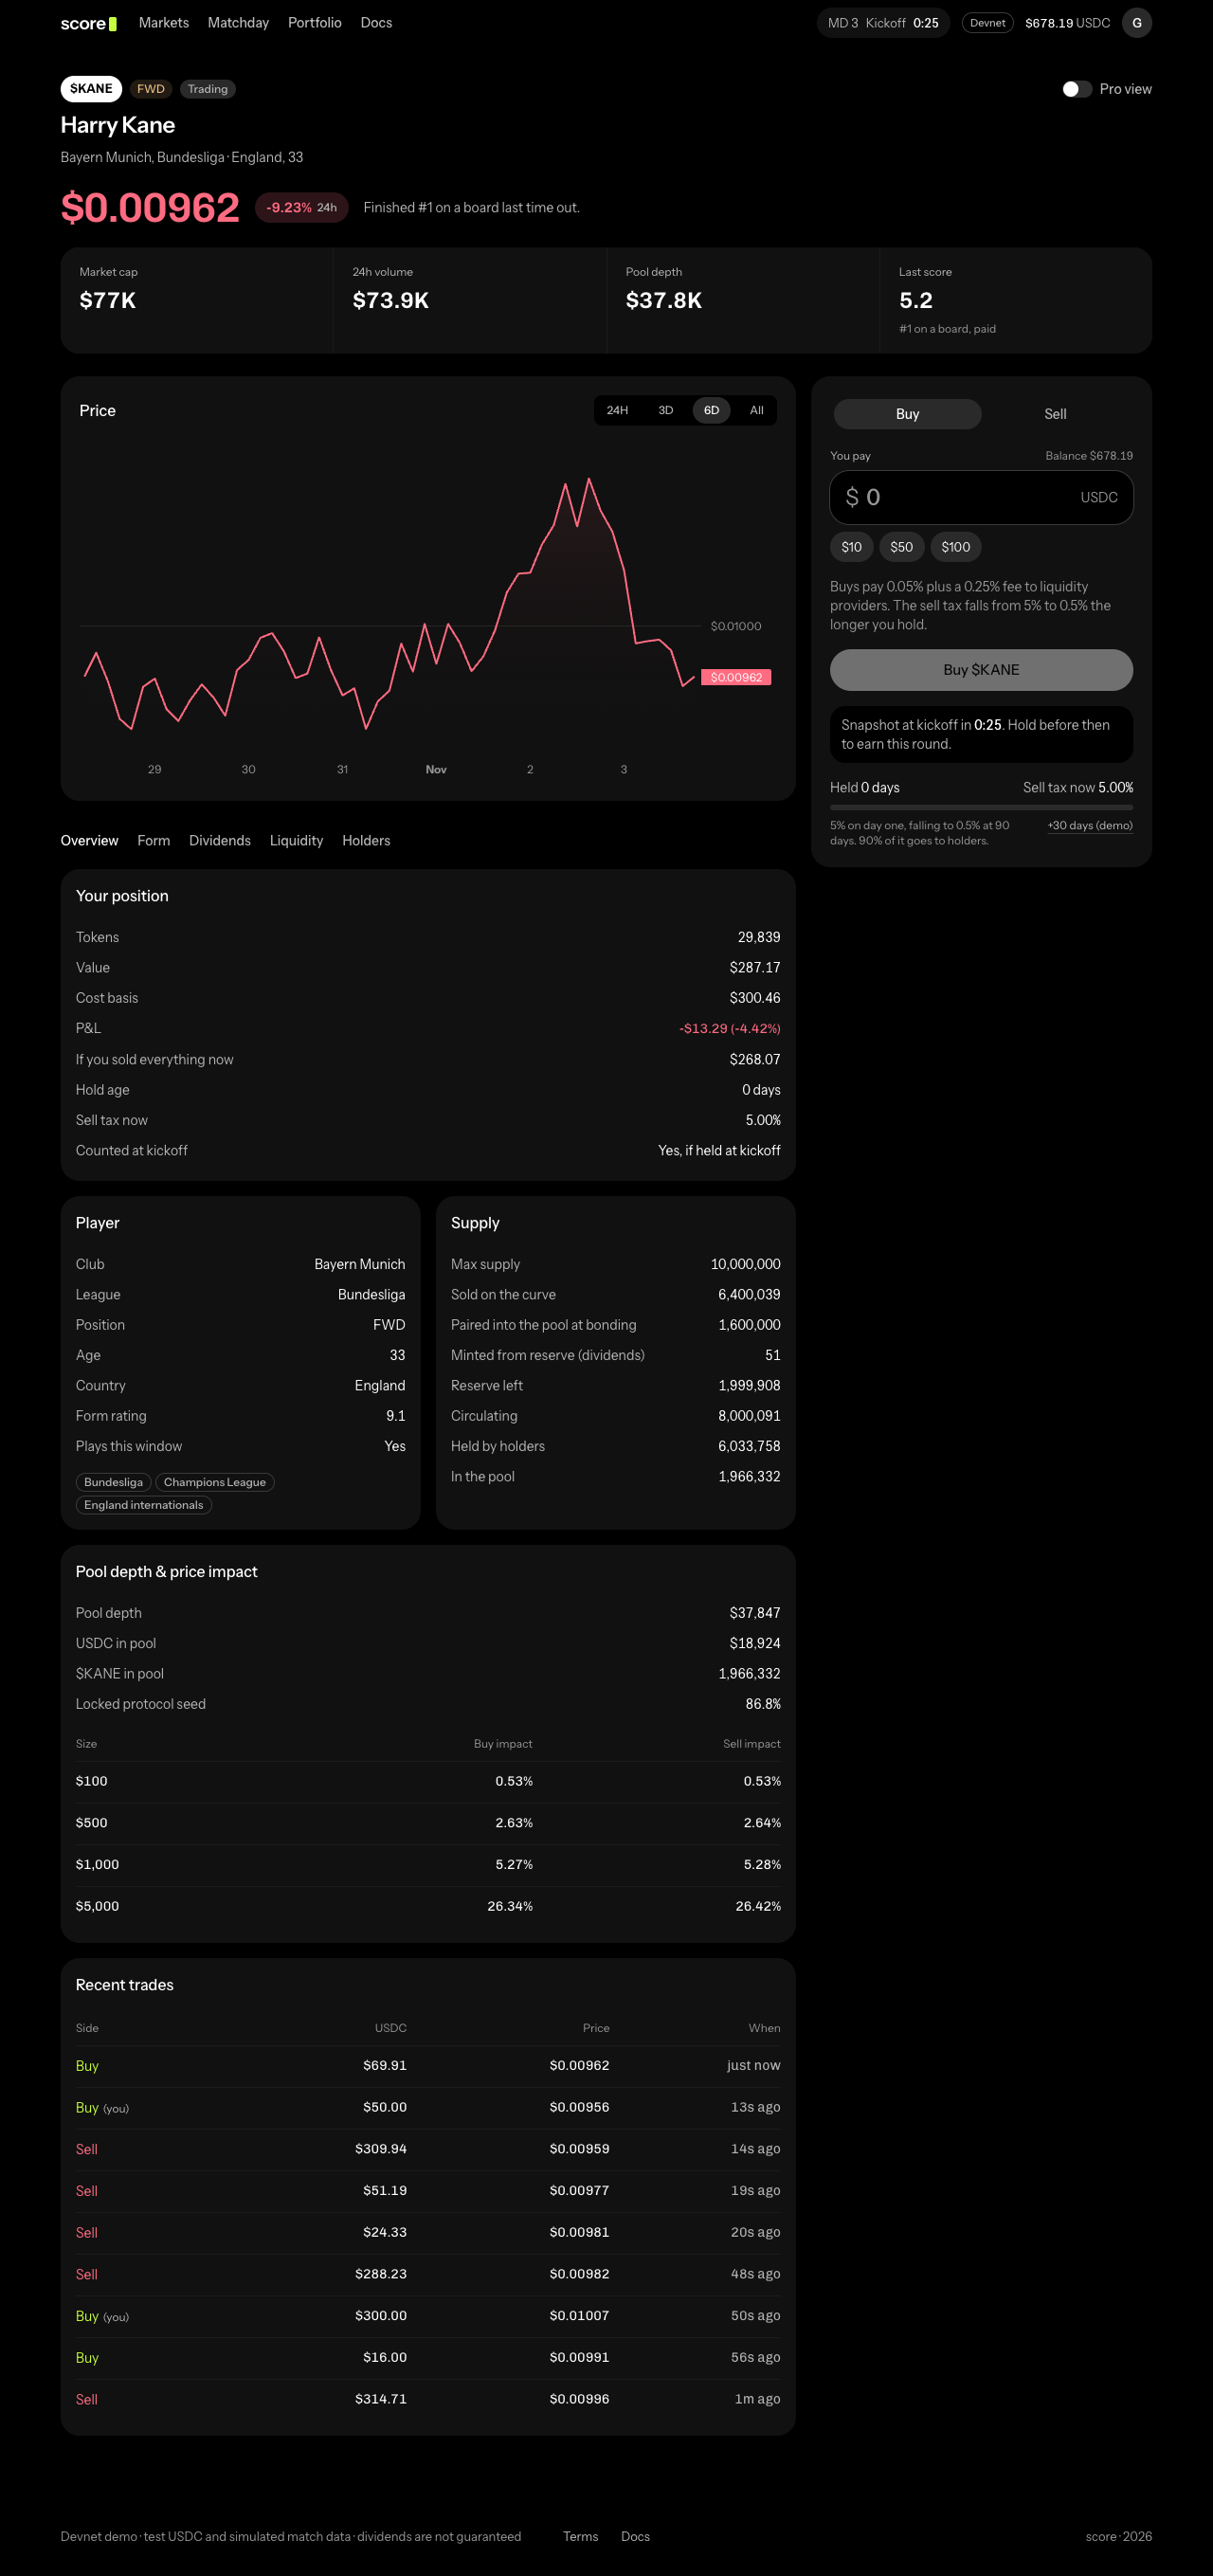 score
Markets
Matchday
Portfolio
Docs
MD 3 Kickoff 0:25
Devnet
$678.19 USDC
G
$KANE
FWD
Trading
Pro view
Harry Kane
Bayern Munich, Bundesliga · England, 33
$0.00962
-9.23% 24h
Finished #1 on a board last time out.
Market cap
$77K
24h volume
$73.9K
Pool depth
$37.8K
Last score
5.2
#1 on a board, paid
Price
24H
3D
6D
All
$0.01000
$0.00962
29
30
31
Nov
2
3
Buy
Sell
You pay
Balance $678.19
$ 0
USDC
$10
$50
$100
Buys pay 0.05% plus a 0.25% fee to liquidity
providers. The sell tax falls from 5% to 0.5% the
longer you hold.
Buy $KANE
Snapshot at kickoff in 0:25. Hold before then
to earn this round.
Held 0 days
Sell tax now 5.00%
5% on day one, falling to 0.5% at 90
days. 90% of it goes to holders.
+30 days (demo)
Overview
Form
Dividends
Liquidity
Holders
Your position
Tokens 29,839
Value $287.17
Cost basis $300.46
P&L -$13.29 (-4.42%)
If you sold everything now $268.07
Hold age 0 days
Sell tax now 5.00%
Counted at kickoff Yes, if held at kickoff
Player
Club Bayern Munich
League Bundesliga
Position FWD
Age 33
Country England
Form rating 9.1
Plays this window Yes
Bundesliga
Champions League
England internationals
Supply
Max supply 10,000,000
Sold on the curve 6,400,039
Paired into the pool at bonding 1,600,000
Minted from reserve (dividends) 51
Reserve left 1,999,908
Circulating 8,000,091
Held by holders 6,033,758
In the pool 1,966,332
Pool depth & price impact
Pool depth $37,847
USDC in pool $18,924
$KANE in pool 1,966,332
Locked protocol seed 86.8%
Size Buy impact Sell impact
$100 0.53% 0.53%
$500 2.63% 2.64%
$1,000 5.27% 5.28%
$5,000 26.34% 26.42%
Recent trades
Side USDC Price When
Buy $69.91 $0.00962 just now
Buy (you) $50.00 $0.00956 13s ago
Sell $309.94 $0.00959 14s ago
Sell $51.19 $0.00977 19s ago
Sell $24.33 $0.00981 20s ago
Sell $288.23 $0.00982 48s ago
Buy (you) $300.00 $0.01007 50s ago
Buy $16.00 $0.00991 56s ago
Sell $314.71 $0.00996 1m ago
Devnet demo · test USDC and simulated match data · dividends are not guaranteed
Terms
Docs
score · 2026